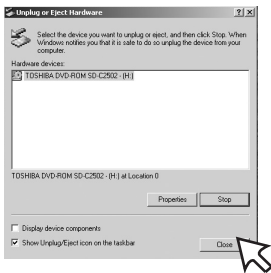 Unplug or Eject Hardware
Select the device you want to unplug or eject, and then click Stop. When
Windows notifies you that it is safe to do so unplug the device from your
computer.
Hardware devices:
TOSHIBA DVD-ROM SD-C2502 - (H:)
TOSHIBA DVD-ROM SD-C2502 - (H:) at Location 0
Properties
Stop
Display device components
Show Unplug/Eject icon on the taskbar
Close